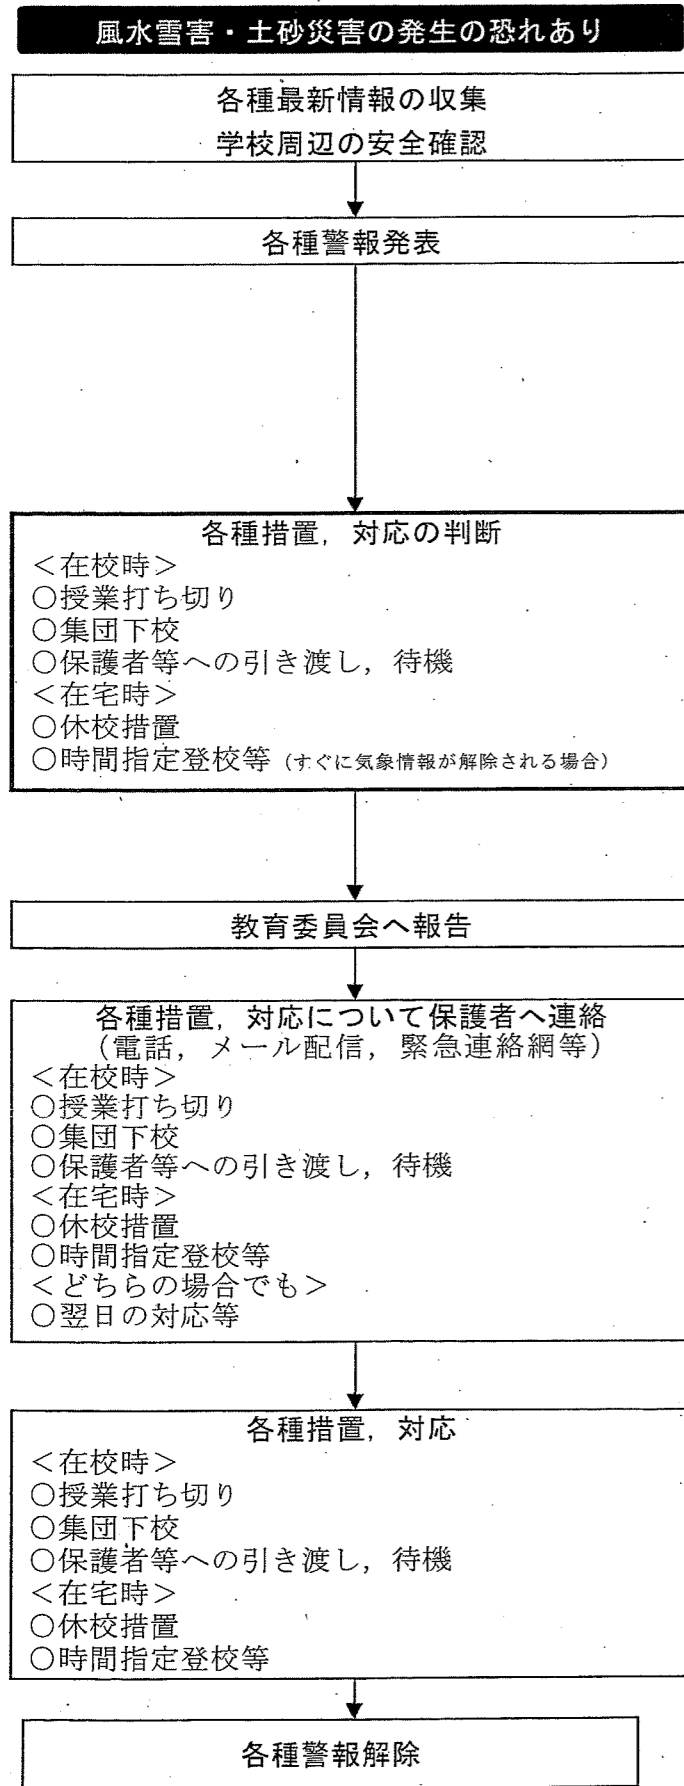 風水雪害・土砂災害の発生の恐れあり
各種最新情報の収集
学校周辺の安全確認
各種警報発表
各種措置，対応の判断
＜在校時＞
○授業打ち切り
○集団下校
○保護者等への引き渡し，待機
＜在宅時＞
○休校措置
○時間指定登校等（すぐに気象情報が解除される場合）
教育委員会へ報告
各種措置，対応について保護者へ連絡
（電話，メール配信，緊急連絡網等）
＜在校時＞
○授業打ち切り
○集団下校
○保護者等への引き渡し，待機
＜在宅時＞
○休校措置
○時間指定登校等
＜どちらの場合でも＞
○翌日の対応等
各種措置，対応
＜在校時＞
○授業打ち切り
○集団下校
○保護者等への引き渡し，待機
＜在宅時＞
○休校措置
○時間指定登校等
各種警報解除